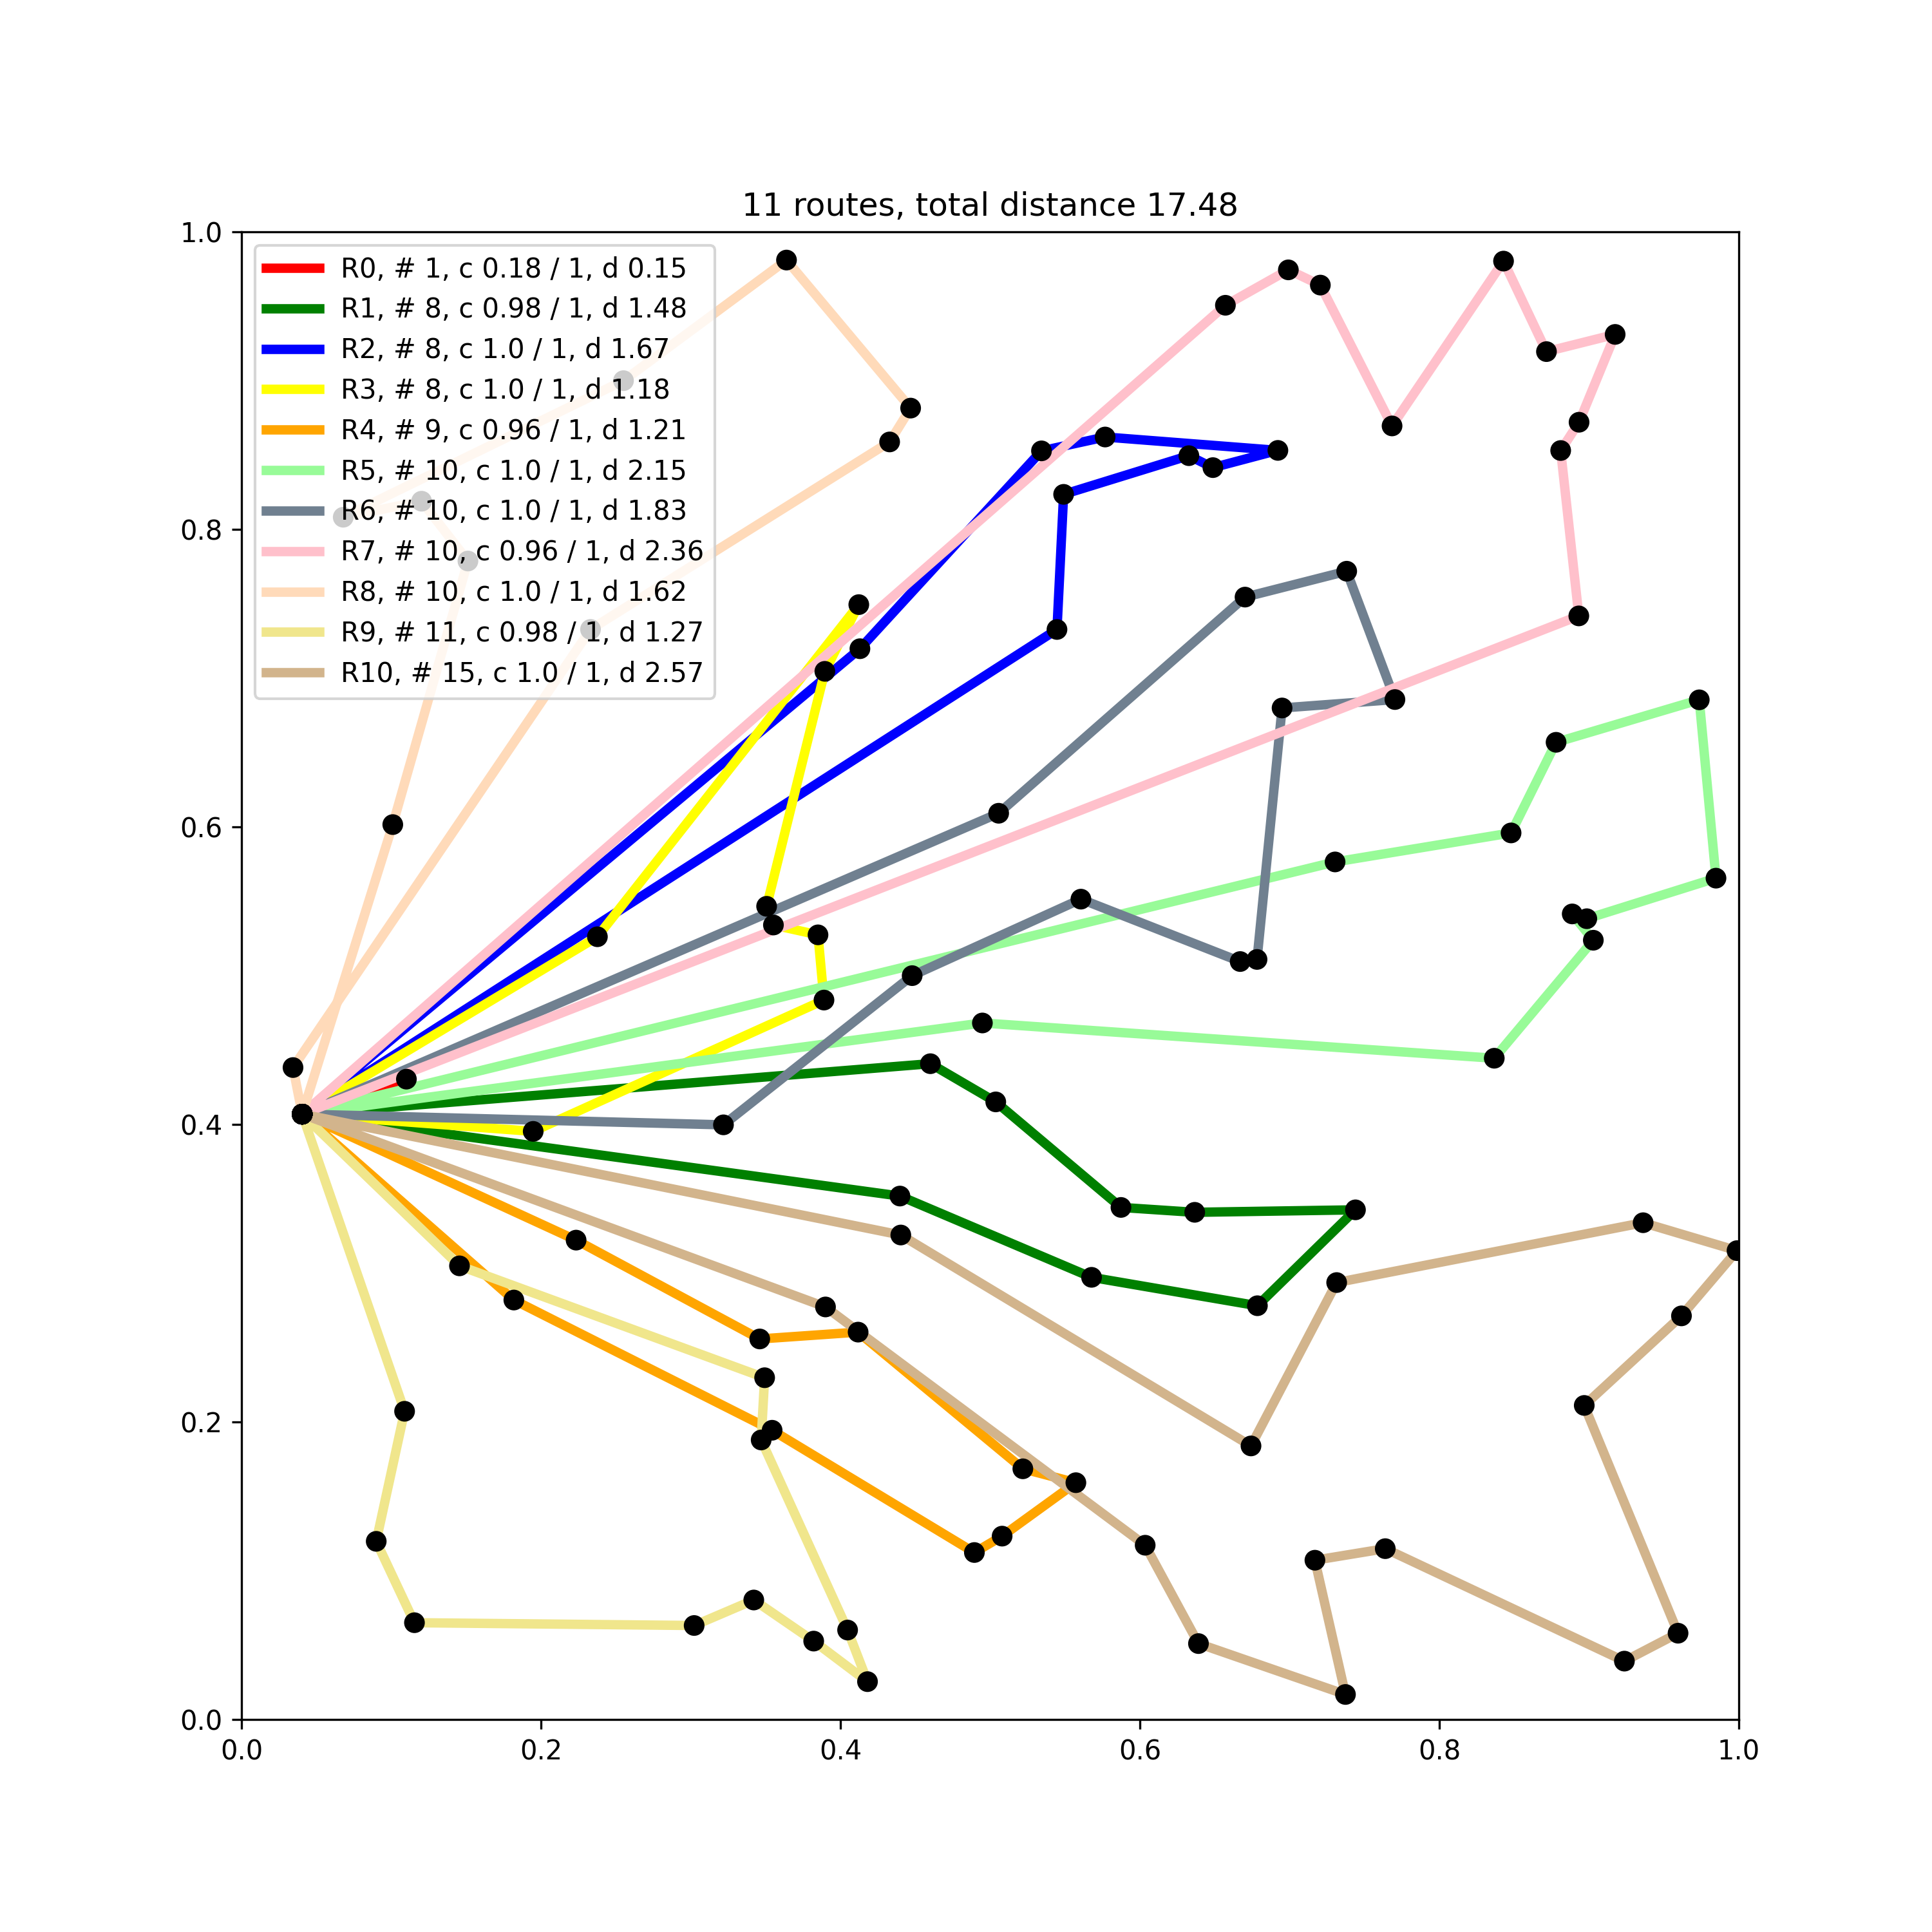 11 routes, total distance 17.48
1.0
R0, # 1, c 0.18 / 1, d 0.15
R1, # 8, c 0.98 / 1, d 1.48
R2, # 8, c 1.0 / 1, d 1.67
R3, # 8, c 1.0 / 1, d 1.18
R4, # 9, c 0.96 / 1, d 1.21
R5, # 10, c 1.0 / 1, d 2.15
R6, # 10, c 1.0 / 1, d 1.83
R7, # 10, c 0.96 / 1, d 2.36
R8, # 10, c 1.0 / 1, d 1.62
R9, # 11, c 0.98 / 1, d 1.27
R10, # 15, c 1.0 / 1, d 2.57
0.8
0.6
0.4
0.2
0.0
0.0 0.2 0.4 0.6 0.8 1.0